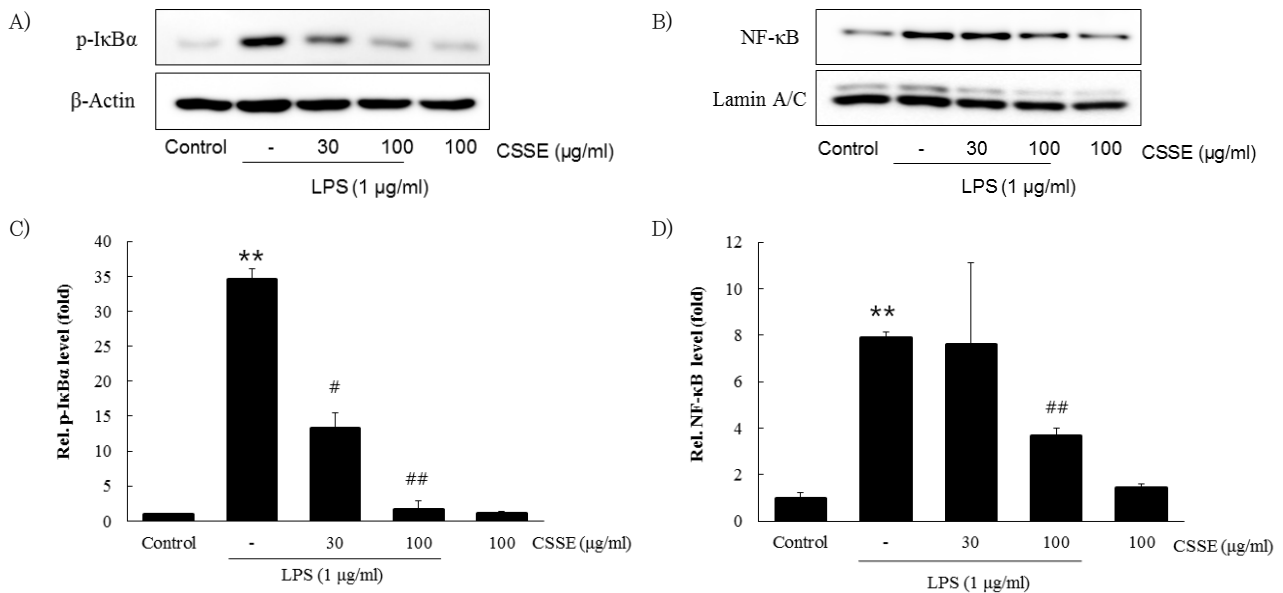 A)
p-IκBα
β-Actin
Control - 30 100 100 CSSE (μg/ml)
LPS (1 μg/ml)
B)
NF-κB
Lamin A/C
Control - 30 100 100 CSSE (μg/ml)
LPS (1 μg/ml)
C)
Rel. p-IκBα level (fold)
40
35
30
25
20
15
10
5
0
**
#
##
Control - 30 100 100 CSSE (μg/ml)
LPS (1 μg/ml)
D)
Rel. NF-κB level (fold)
12
10
8
6
4
2
0
**
##
Control - 30 100 100 CSSE (μg/ml)
LPS (1 μg/ml)